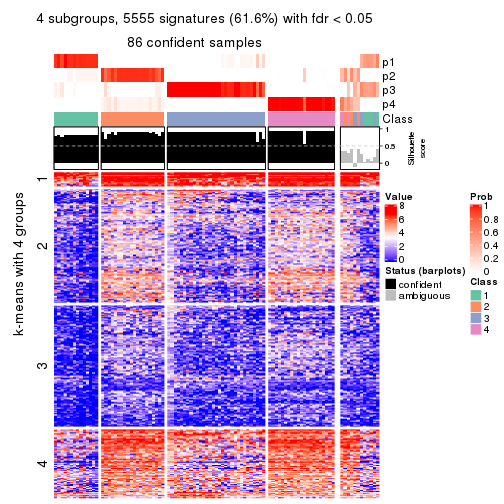 4 subgroups, 5555 signatures (61.6%) with fdr < 0.05
86 confident samples
p1
p2
p3
p4
Class
1
0.5
0
Silhouette
score
k-means with 4 groups
1
2
3
4
Value
8
6
4
2
0
Status (barplots)
confident
ambiguous
Prob
1
0.8
0.6
0.4
0.2
0
Class
1
2
3
4